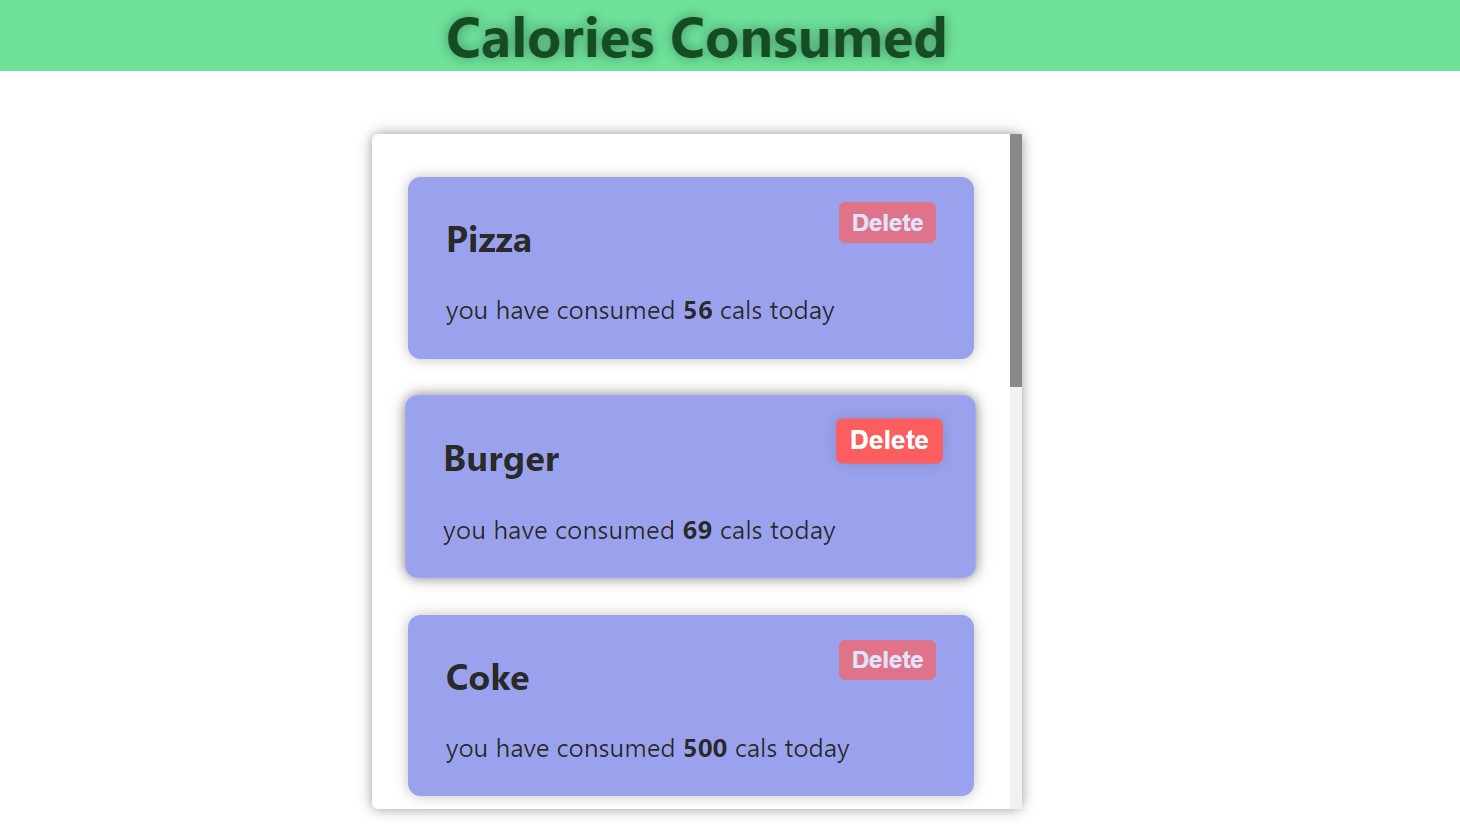 Calories Consumed
Pizza
Delete
you have consumed 56 cals today
Burger
Delete
you have consumed 69 cals today
Coke
Delete
you have consumed 500 cals today